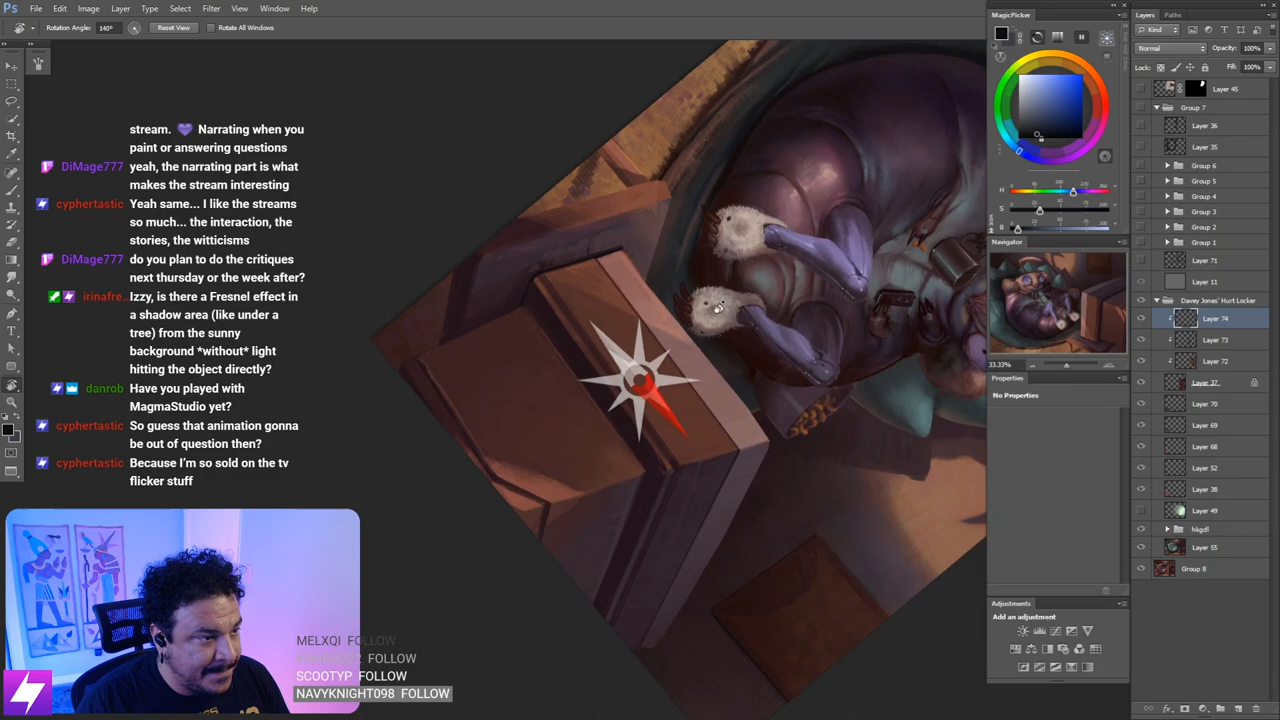 Ps File Edit Image Layer Type Select Filter View Window Help
Rotation Angle: 140° Reset View Rotate All Windows
stream. 💜 Narrating when you
paint or answering questions
DiMage777 yeah, the narrating part is what
makes the stream interesting
cyphertastic Yeah same... I like the streams
so much... the interaction, the
stories, the witticisms
DiMage777 do you plan to do the critiques
next thursday or the week after?
irinafre... Izzy, is there a Fresnel effect in
a shadow area (like under a
tree) from the sunny
background *without* light
hitting the object directly?
danrob Have you played with
MagmaStudio yet?
cyphertastic So guess that animation gonna
be out of question then?
cyphertastic Because I'm so sold on the tv
flicker stuff
MELXQI FOLLOW
FOLLOW
SCOOTYP FOLLOW
NAVYKNIGHT098 FOLLOW
MagicPicker
H
H
S
B
Navigator
33.33%
Properties
No Properties
Adjustments
Add an adjustment
Layers Paths
Kind
Normal Opacity: 100%
Lock: Fill: 100%
Layer 45
Group 7
Layer 36
Layer 35
Group 6
Group 5
Group 4
Group 3
Group 2
Group 1
Layer 71
Layer 11
Davey Jones' Hurt Locker
Layer 74
Layer 73
Layer 72
Layer 37
Layer 70
Layer 69
Layer 68
Layer 52
Layer 38
Layer 49
hkgdl
Layer 55
Group 8
fx